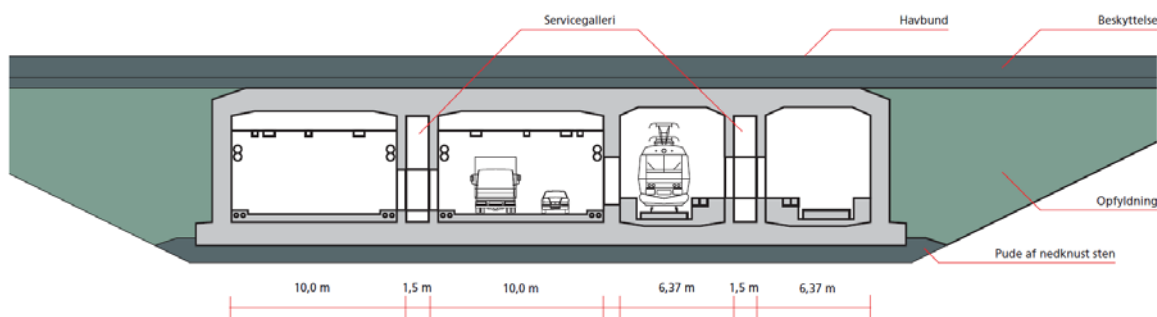 Servicegalleri
Havbund
Beskyttelse
Opfyldning
Pude af nedknust sten
10,0 m
1,5 m
10,0 m
6,37 m
1,5 m
6,37 m